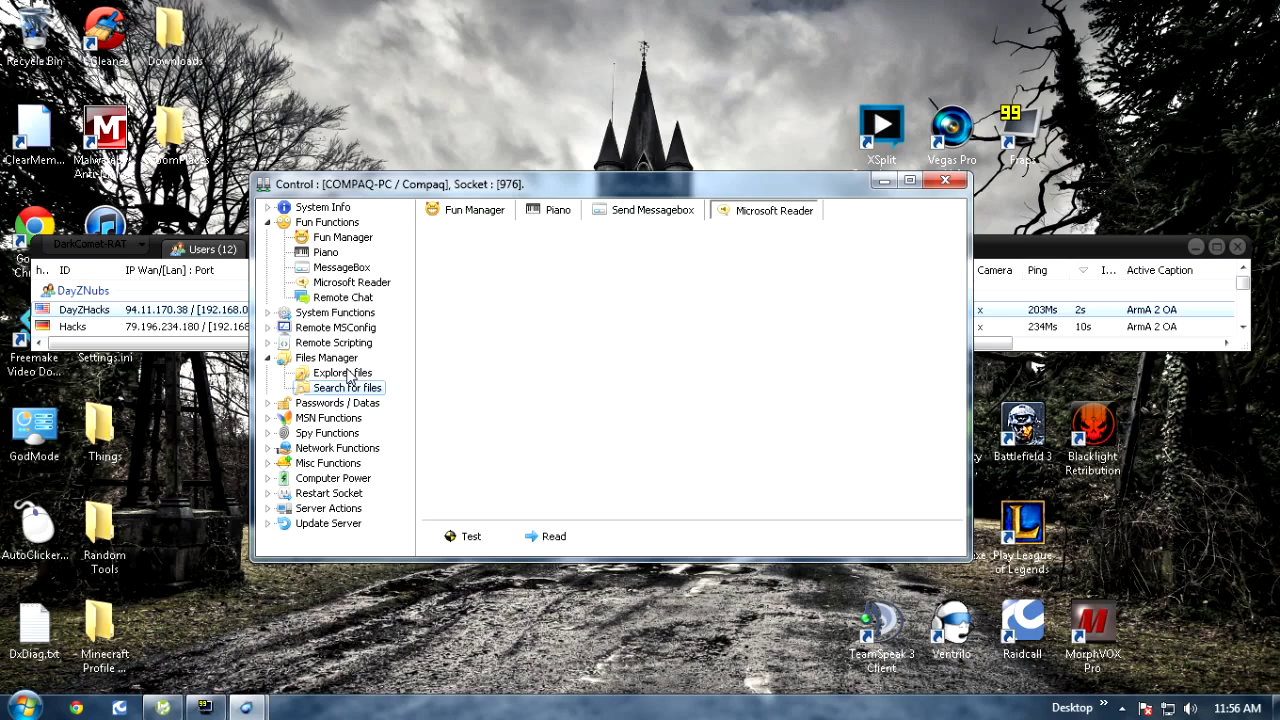 Recycle Bin
CCleaner
Downloads
ClearMem...
Malwareb
Anti-
XSplit
Vegas Pro
99
Fraps
Control : [COMPAQ-PC / Compaq], Socket : [976].
System Info
Fun Functions
Fun Manager
Piano
MessageBox
Microsoft Reader
Remote Chat
System Functions
Remote MSConfig
Remote Scripting
Files Manager
Explore files
Search for files
Passwords / Datas
MSN Functions
Spy Functions
Network Functions
Misc Functions
Computer Power
Restart Socket
Server Actions
Update Server
Fun Manager
Piano
Send Messagebox
Microsoft Reader
Test
Read
DarkComet-RAT
Users (12)
h.. ID IP Wan/[Lan] : Port
Camera Ping I... Active Caption
DayZNubs
DayZHacks 94.11.170.38 / [192.168.0
x 203Ms 2s ArmA 2 OA
Hacks 79.196.234.180 / [192.168
x 234Ms 10s ArmA 2 OA
Freemake
Video Do...
Settings.ini
GodMode
Things
Battlefield 3
Blacklight
Retribution
AutoClicker...
Random
Tools
Play League
of Legends
DxDiag.txt
Minecraft
Profile ...
TeamSpeak 3
Client
Ventrilo
Raidcall
MorphVOX
Pro
99
Desktop
11:56 AM